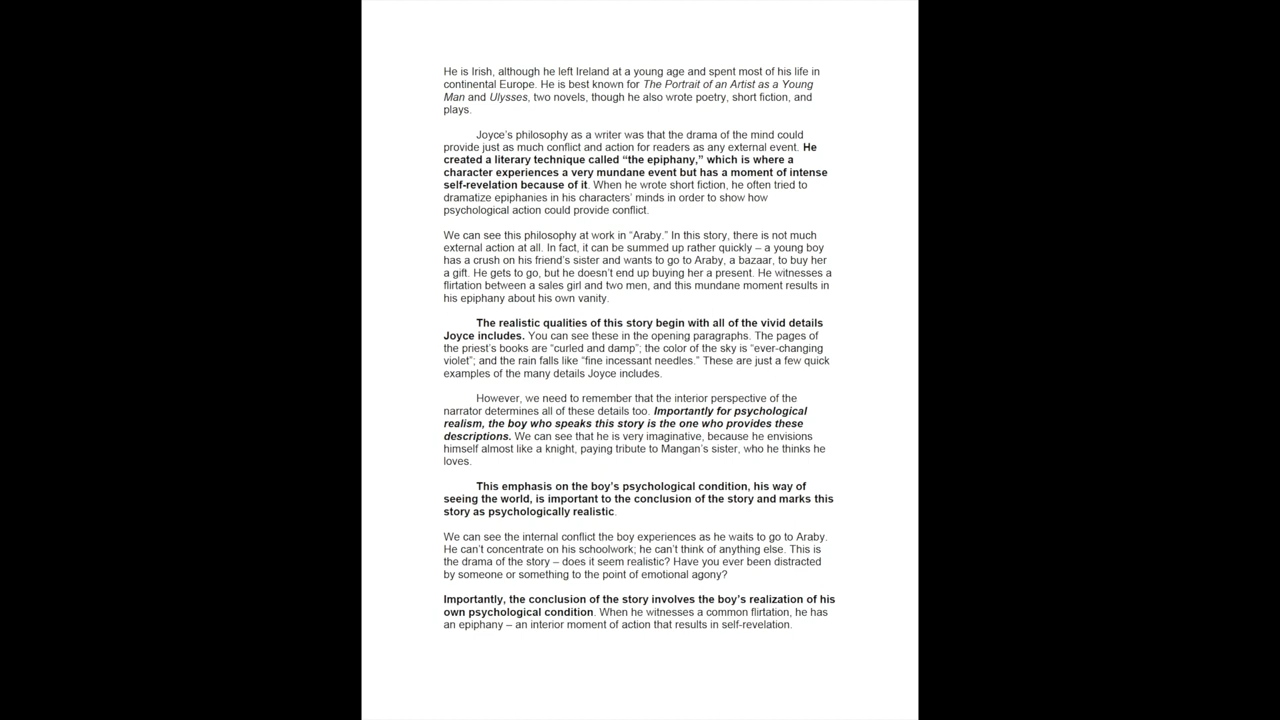 He is Irish, although he left Ireland at a young age and spent most of his life in
continental Europe. He is best known for The Portrait of an Artist as a Young
Man and Ulysses, two novels, though he also wrote poetry, short fiction, and
plays.
Joyce's philosophy as a writer was that the drama of the mind could
provide just as much conflict and action for readers as any external event. He
created a literary technique called “the epiphany,” which is where a
character experiences a very mundane event but has a moment of intense
self-revelation because of it. When he wrote short fiction, he often tried to
dramatize epiphanies in his characters’ minds in order to show how
psychological action could provide conflict.
We can see this philosophy at work in “Araby.” In this story, there is not much
external action at all. In fact, it can be summed up rather quickly – a young boy
has a crush on his friend’s sister and wants to go to Araby, a bazaar, to buy her
a gift. He gets to go, but he doesn’t end up buying her a present. He witnesses a
flirtation between a sales girl and two men, and this mundane moment results in
his epiphany about his own vanity.
The realistic qualities of this story begin with all of the vivid details
Joyce includes. You can see these in the opening paragraphs. The pages of
the priest’s books are “curled and damp”; the color of the sky is “ever-changing
violet”; and the rain falls like “fine incessant needles.” These are just a few quick
examples of the many details Joyce includes.
However, we need to remember that the interior perspective of the
narrator determines all of these details too. Importantly for psychological
realism, the boy who speaks this story is the one who provides these
descriptions. We can see that he is very imaginative, because he envisions
himself almost like a knight, paying tribute to Mangan’s sister, who he thinks he
loves.
This emphasis on the boy’s psychological condition, his way of
seeing the world, is important to the conclusion of the story and marks this
story as psychologically realistic.
We can see the internal conflict the boy experiences as he waits to go to Araby.
He can’t concentrate on his schoolwork; he can’t think of anything else. This is
the drama of the story – does it seem realistic? Have you ever been distracted
by someone or something to the point of emotional agony?
Importantly, the conclusion of the story involves the boy’s realization of his
own psychological condition. When he witnesses a common flirtation, he has
an epiphany – an interior moment of action that results in self-revelation.